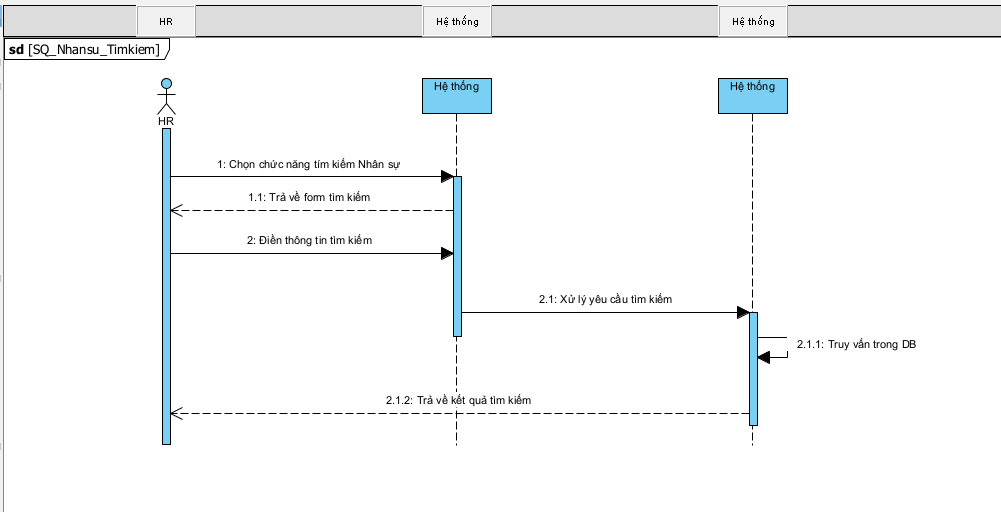 HR
Hệ thống
Hệ thống
sd [SQ_Nhansu_Timkiem]
HR
Hệ thống
Hệ thống
1: Chọn chức năng tím kiếm Nhân sự
1.1: Trả về form tìm kiếm
2: Điền thông tin tìm kiếm
2.1: Xử lý yêu cầu tìm kiếm
2.1.1: Truy vấn trong DB
2.1.2: Trả về kết quả tìm kiếm